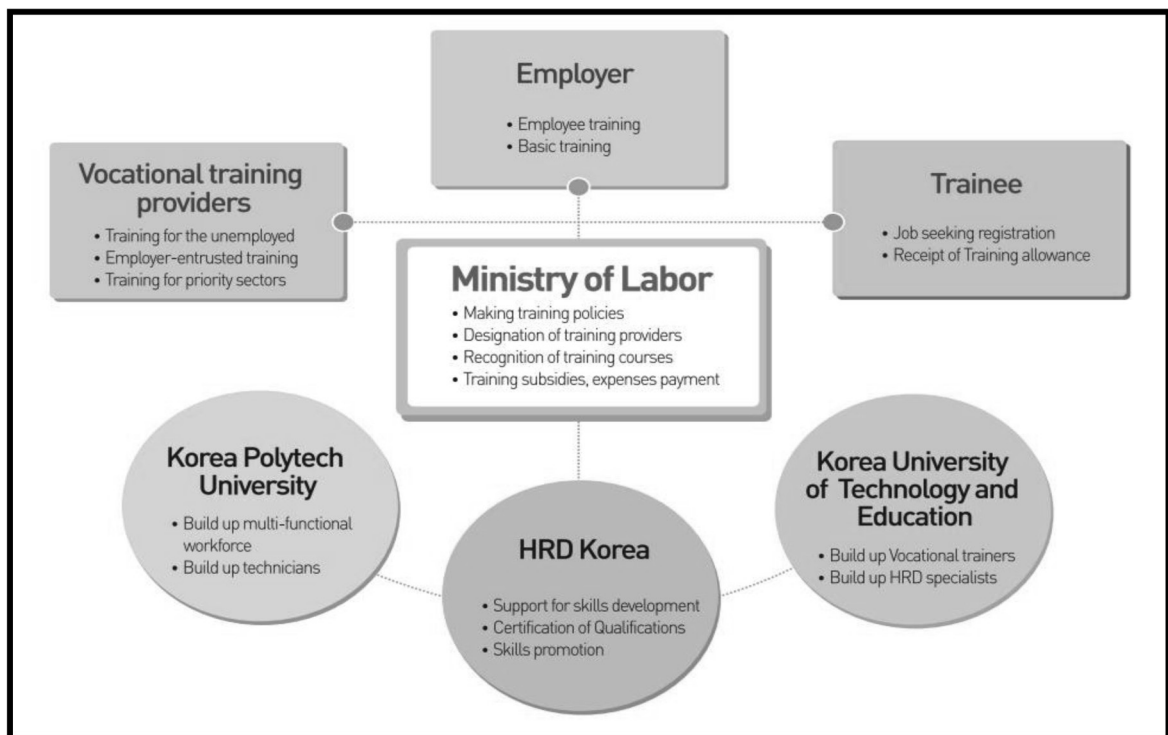 Employer
• Employee training
• Basic training
Vocational training
providers
• Training for the unemployed
• Employer-entrusted training
• Training for priority sectors
Trainee
• Job seeking registration
• Receipt of Training allowance
Ministry of Labor
• Making training policies
• Designation of training providers
• Recognition of training courses
• Training subsidies, expenses payment
Korea Polytech
University
• Build up multi-functional
workforce
• Build up technicians
HRD Korea
• Support for skills development
• Certification of Qualifications
• Skills promotion
Korea University
of Technology and
Education
• Build up Vocational trainers
• Build up HRD specialists